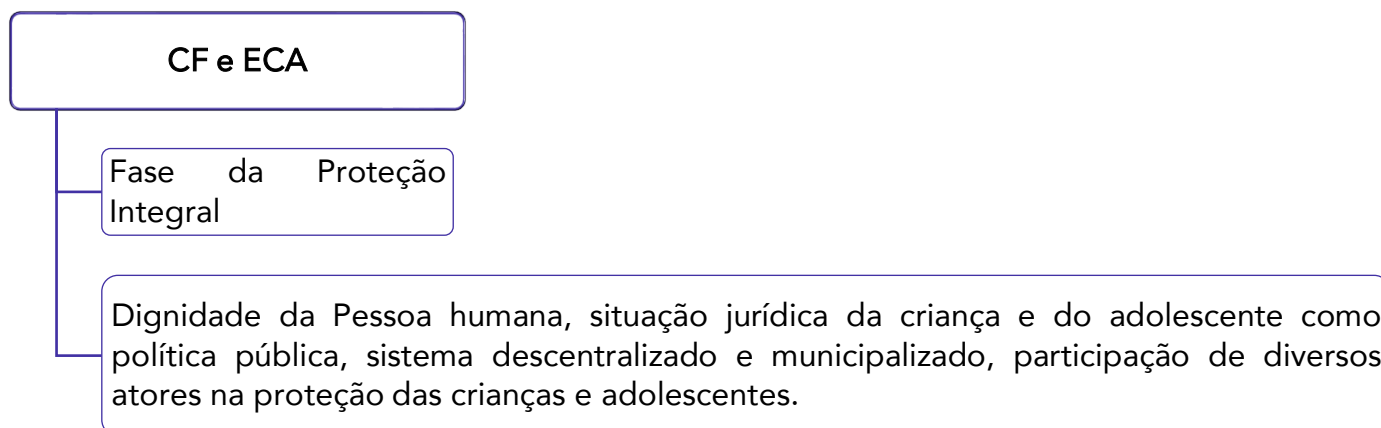 CF e ECA
Fase da Proteção
Integral
Dignidade da Pessoa humana, situação jurídica da criança e do adolescente como
política pública, sistema descentralizado e municipalizado, participação de diversos
atores na proteção das crianças e adolescentes.